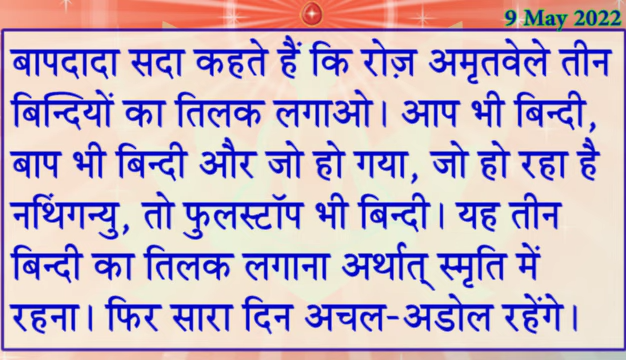 9 May 2022
बापदादा सदा कहते हैं कि रोज़ अमृतवेले तीन
बिन्दियों का तिलक लगाओ। आप भी बिन्दी,
बाप भी बिन्दी और जो हो गया, जो हो रहा है
नथिंगन्यु, तो फुलस्टॉप भी बिन्दी। यह तीन
बिन्दी का तिलक लगाना अर्थात् स्मृति में
रहना। फिर सारा दिन अचल-अडोल रहेंगे।